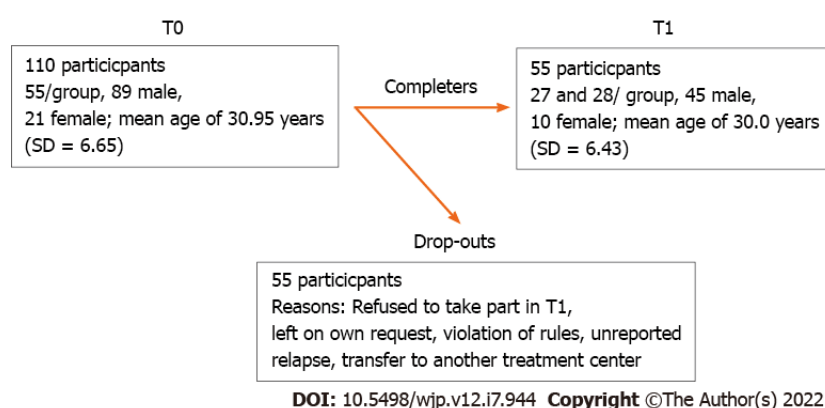 T0
110 particicpants
55/group, 89 male,
21 female; mean age of 30.95 years
(SD = 6.65)
Completers
T1
55 particicpants
27 and 28/ group, 45 male,
10 female; mean age of 30.0 years
(SD = 6.43)
Drop-outs
55 particicpants
Reasons: Refused to take part in T1,
left on own request, violation of rules, unreported
relapse, transfer to another treatment center
DOI: 10.5498/wjp.v12.i7.944 Copyright ©The Author(s) 2022